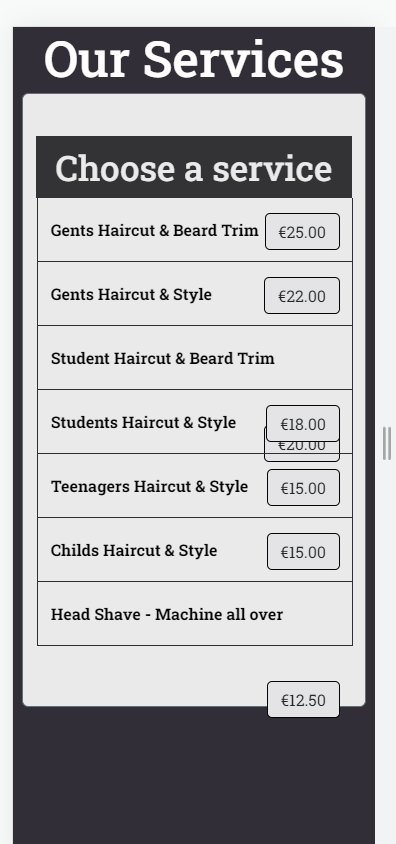 Our Services
Choose a service
Gents Haircut & Beard Trim €25.00
Gents Haircut & Style €22.00
Student Haircut & Beard Trim
Students Haircut & Style €18.00
€20.00
Teenagers Haircut & Style €15.00
Childs Haircut & Style €15.00
Head Shave - Machine all over
€12.50